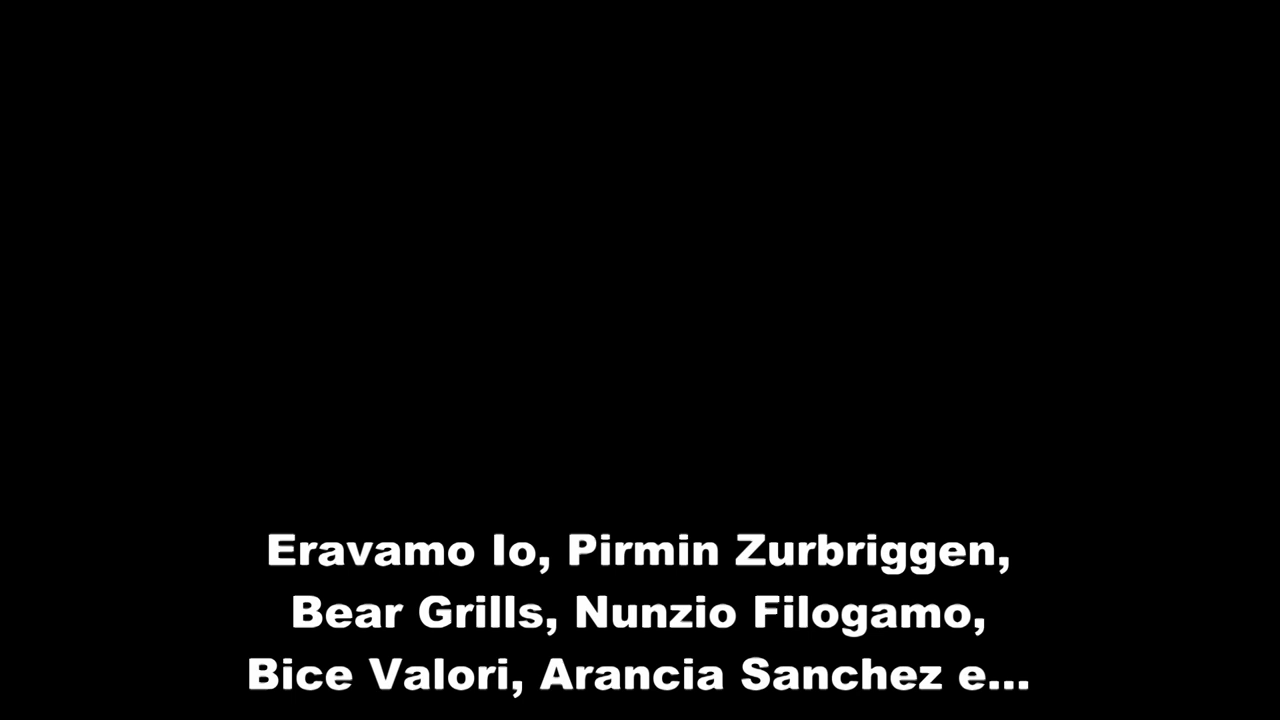 Eravamo Io, Pirmin Zurbriggen,
Bear Grills, Nunzio Filogamo,
Bice Valori, Arancia Sanchez e...